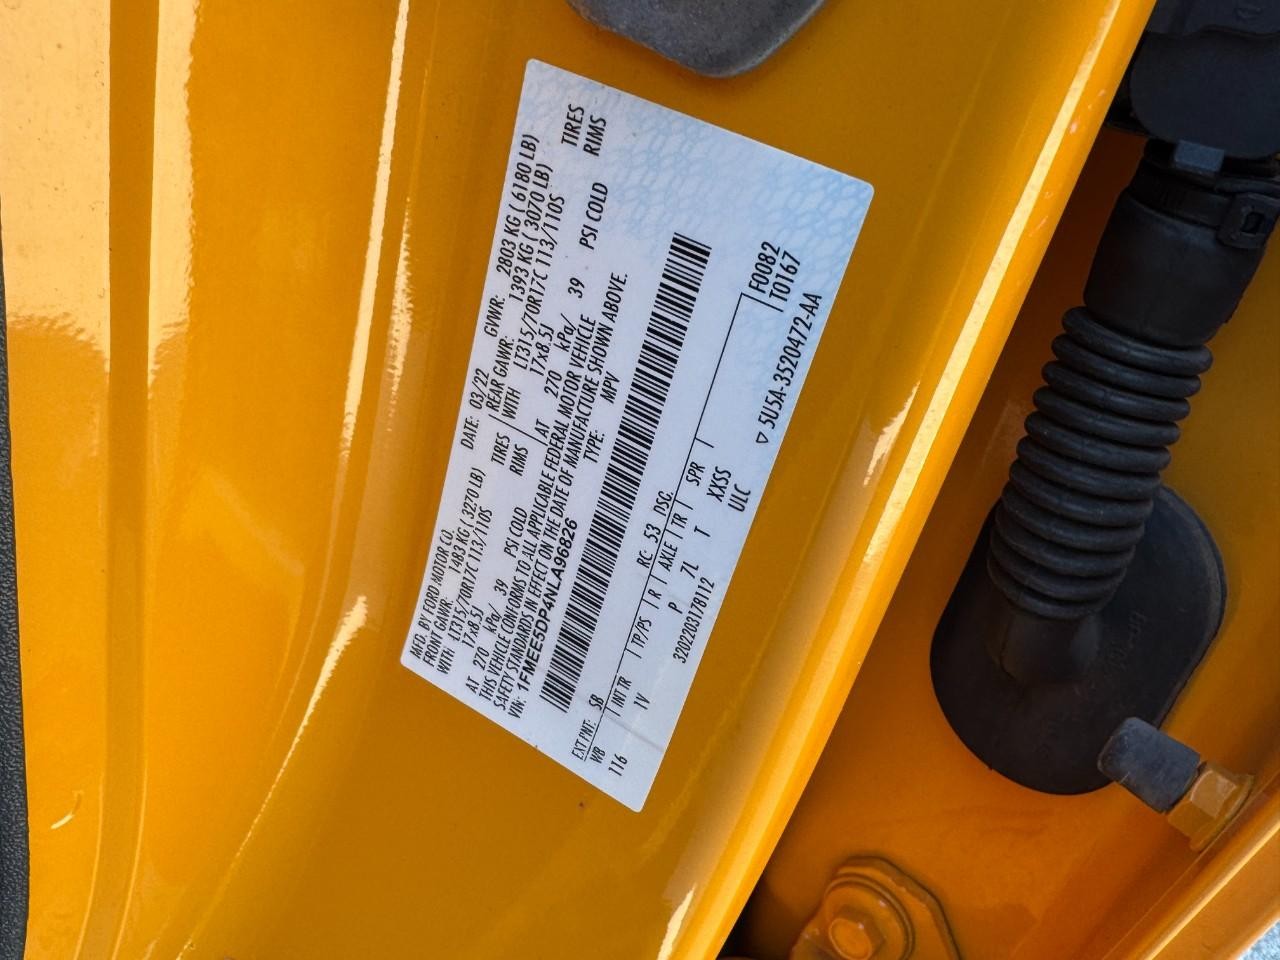 MFD. BY FORD MOTOR CO.
DATE: 03/22 GVWR: 2803 KG ( 6180 LB)
FRONT GAWR: 1483 KG ( 3270 LB) REAR GAWR: 1393 KG ( 3070 LB)
WITH LT315/70R17C 113/110S TIRES WITH LT315/70R17C 113/110S TIRES
17x8.5J RIMS 17x8.5J RIMS
AT 270 kPa/ 39 PSI COLD AT 270 kPa/ 39 PSI COLD
THIS VEHICLE CONFORMS TO ALL APPLICABLE FEDERAL MOTOR VEHICLE
SAFETY STANDARDS IN EFFECT ON THE DATE OF MANUFACTURE SHOWN ABOVE.
VIN: 1FMEE5DP4NLA96826 TYPE: MPV
EXT PNT: SB RC: 53 DSG: F0082
WB INT TR TP/PS R AXLE TR SPR T0167
116 1V P 7L T XXSS
3202203178112 ULC
▽ 5U5A-3520472-AA